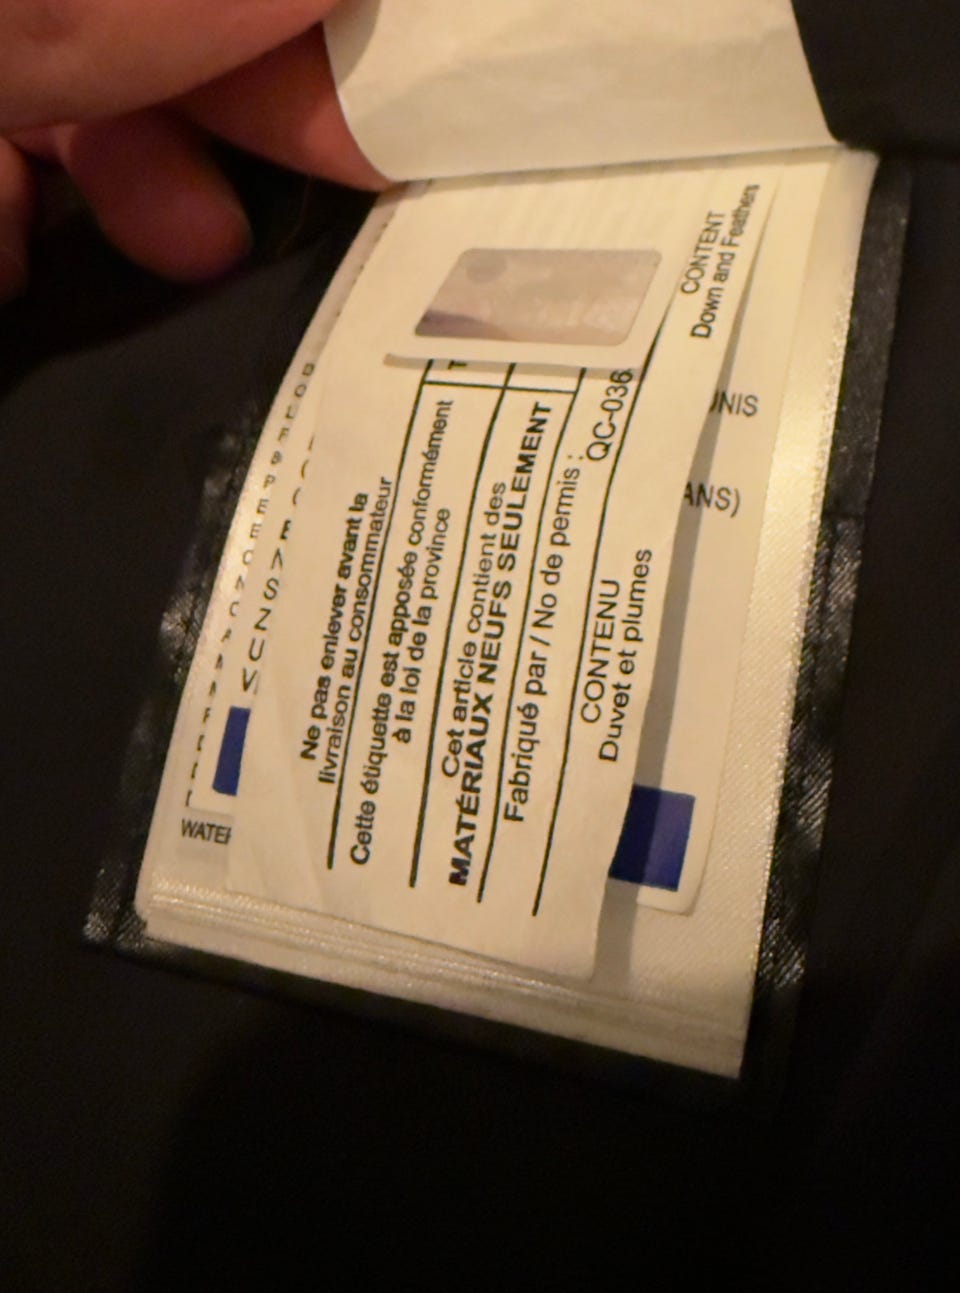 Ne pas enlever avant la
livraison au consommateur
Cette étiquette est apposée conformément
à la loi de la province
Cet article contient des
MATÉRIAUX NEUFS SEULEMENT
Fabriqué par / No de permis : QC-036
CONTENU
Duvet et plumes
CONTENT
Down and Feathers
UNIS
ANS)
WATER